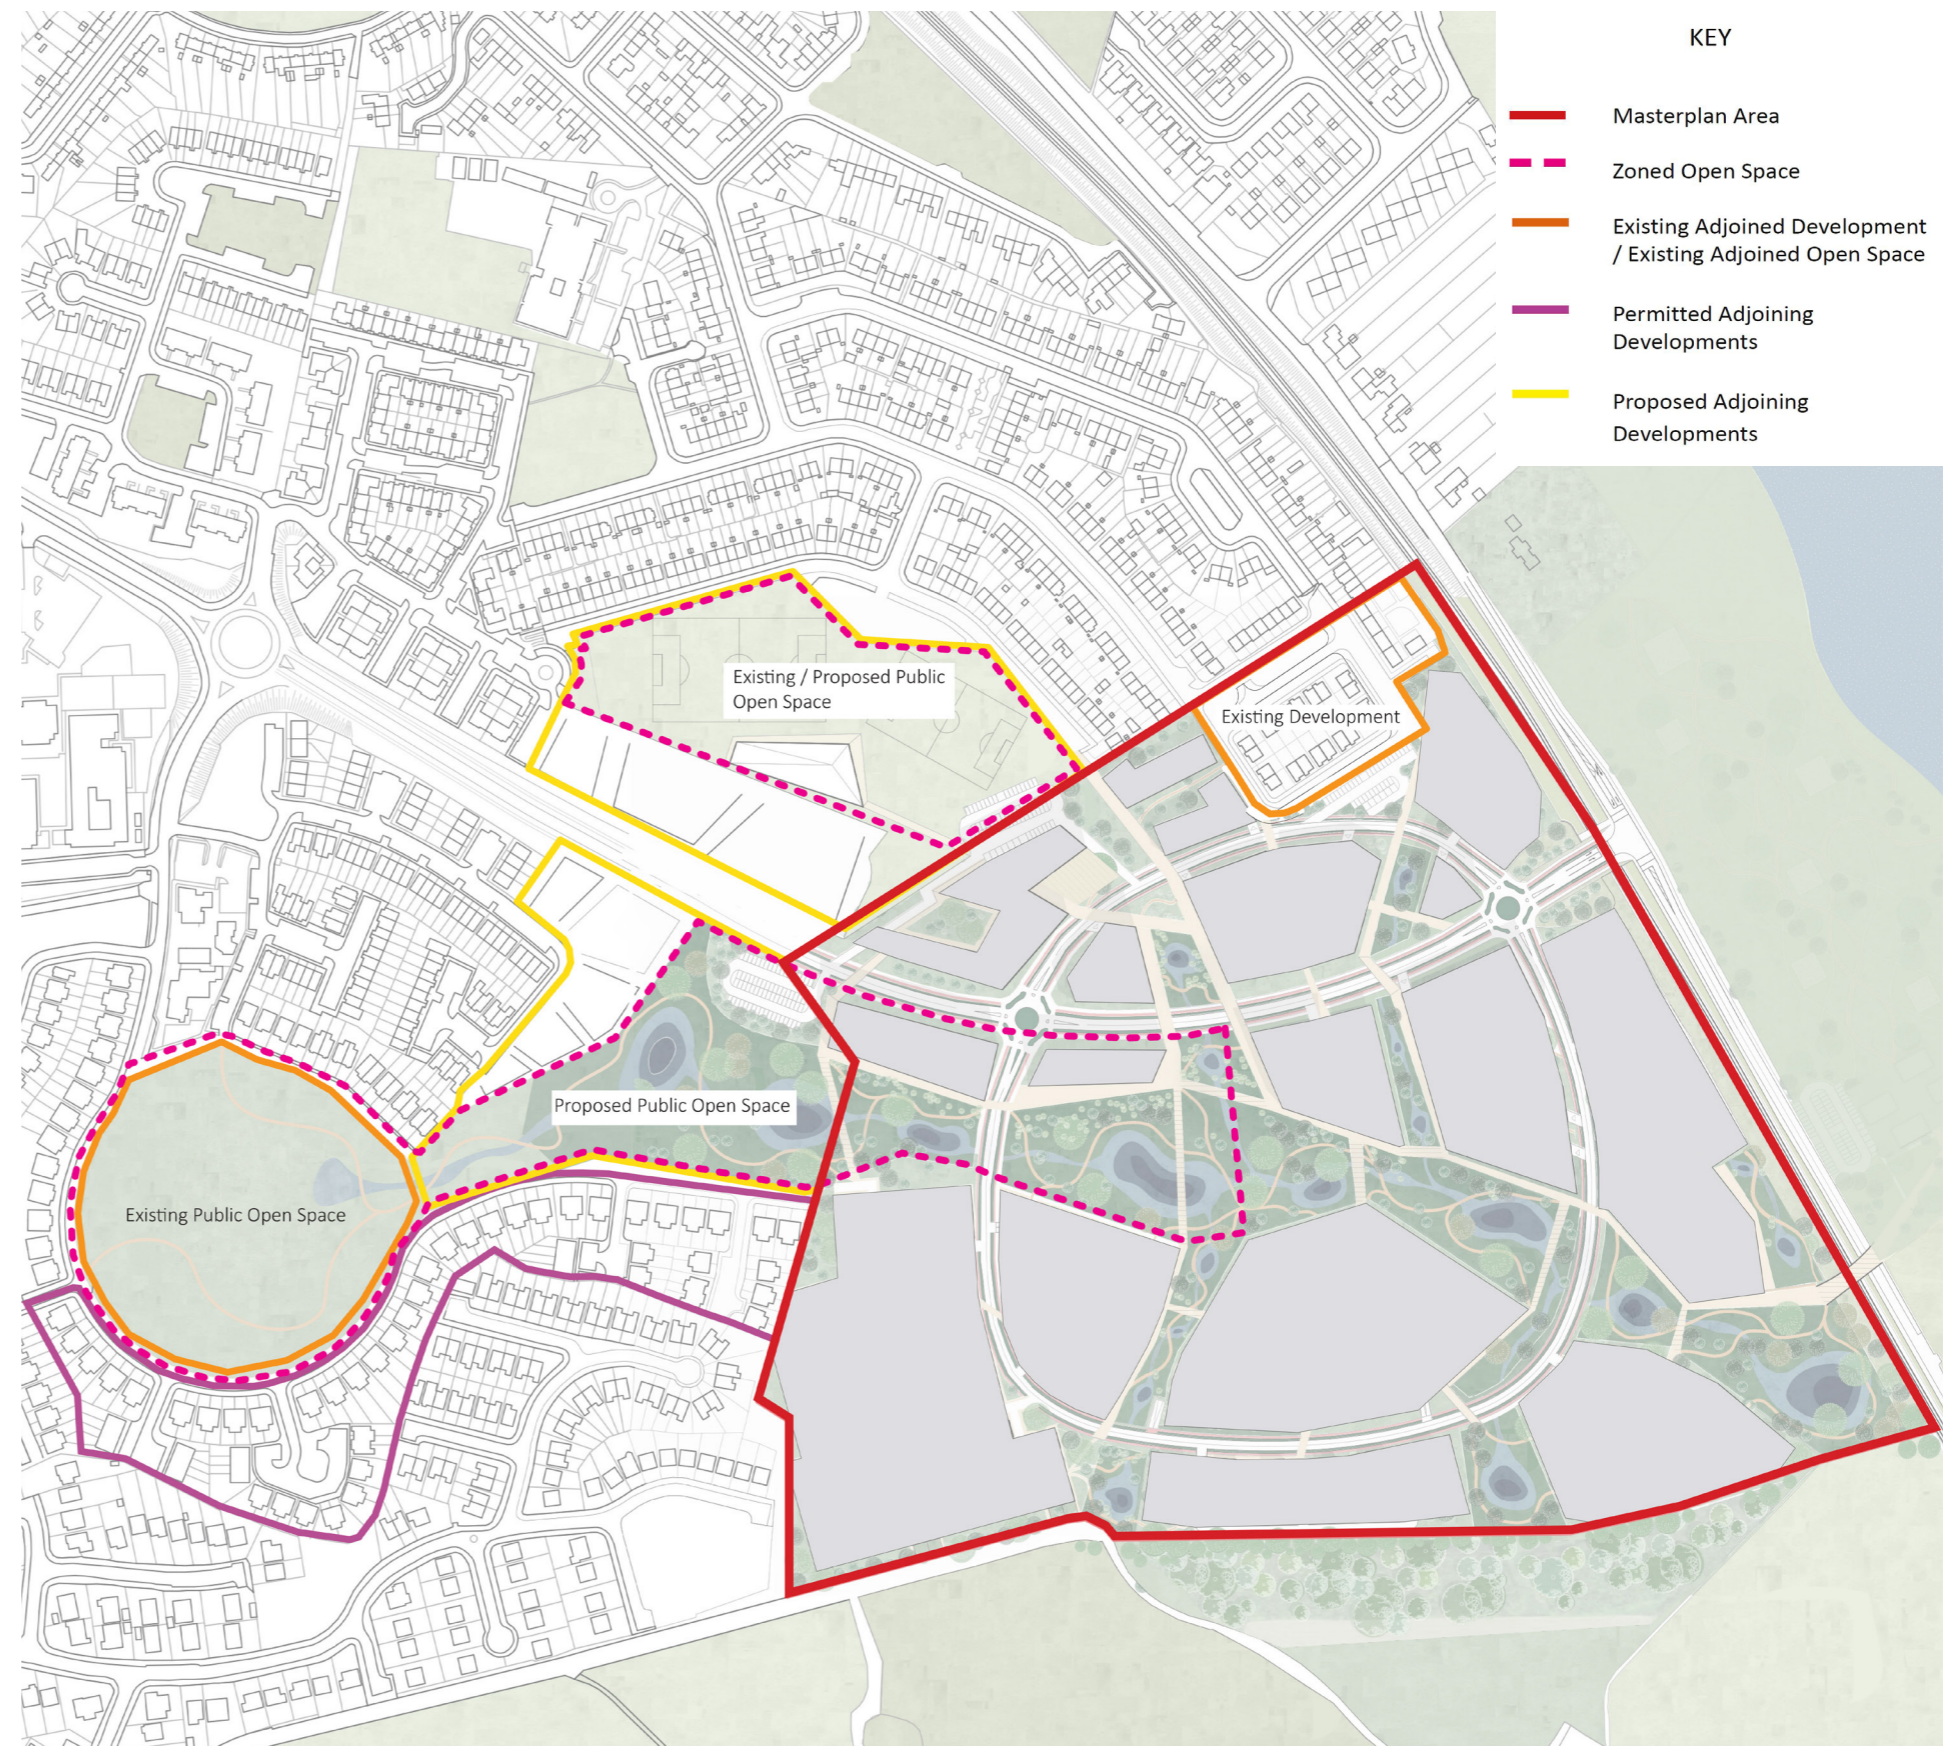 KEY
Masterplan Area
Zoned Open Space
Existing Adjoined Development
/ Existing Adjoined Open Space
Permitted Adjoining
Developments
Proposed Adjoining
Developments
Existing / Proposed Public
Open Space
Existing Development
Proposed Public Open Space
Existing Public Open Space